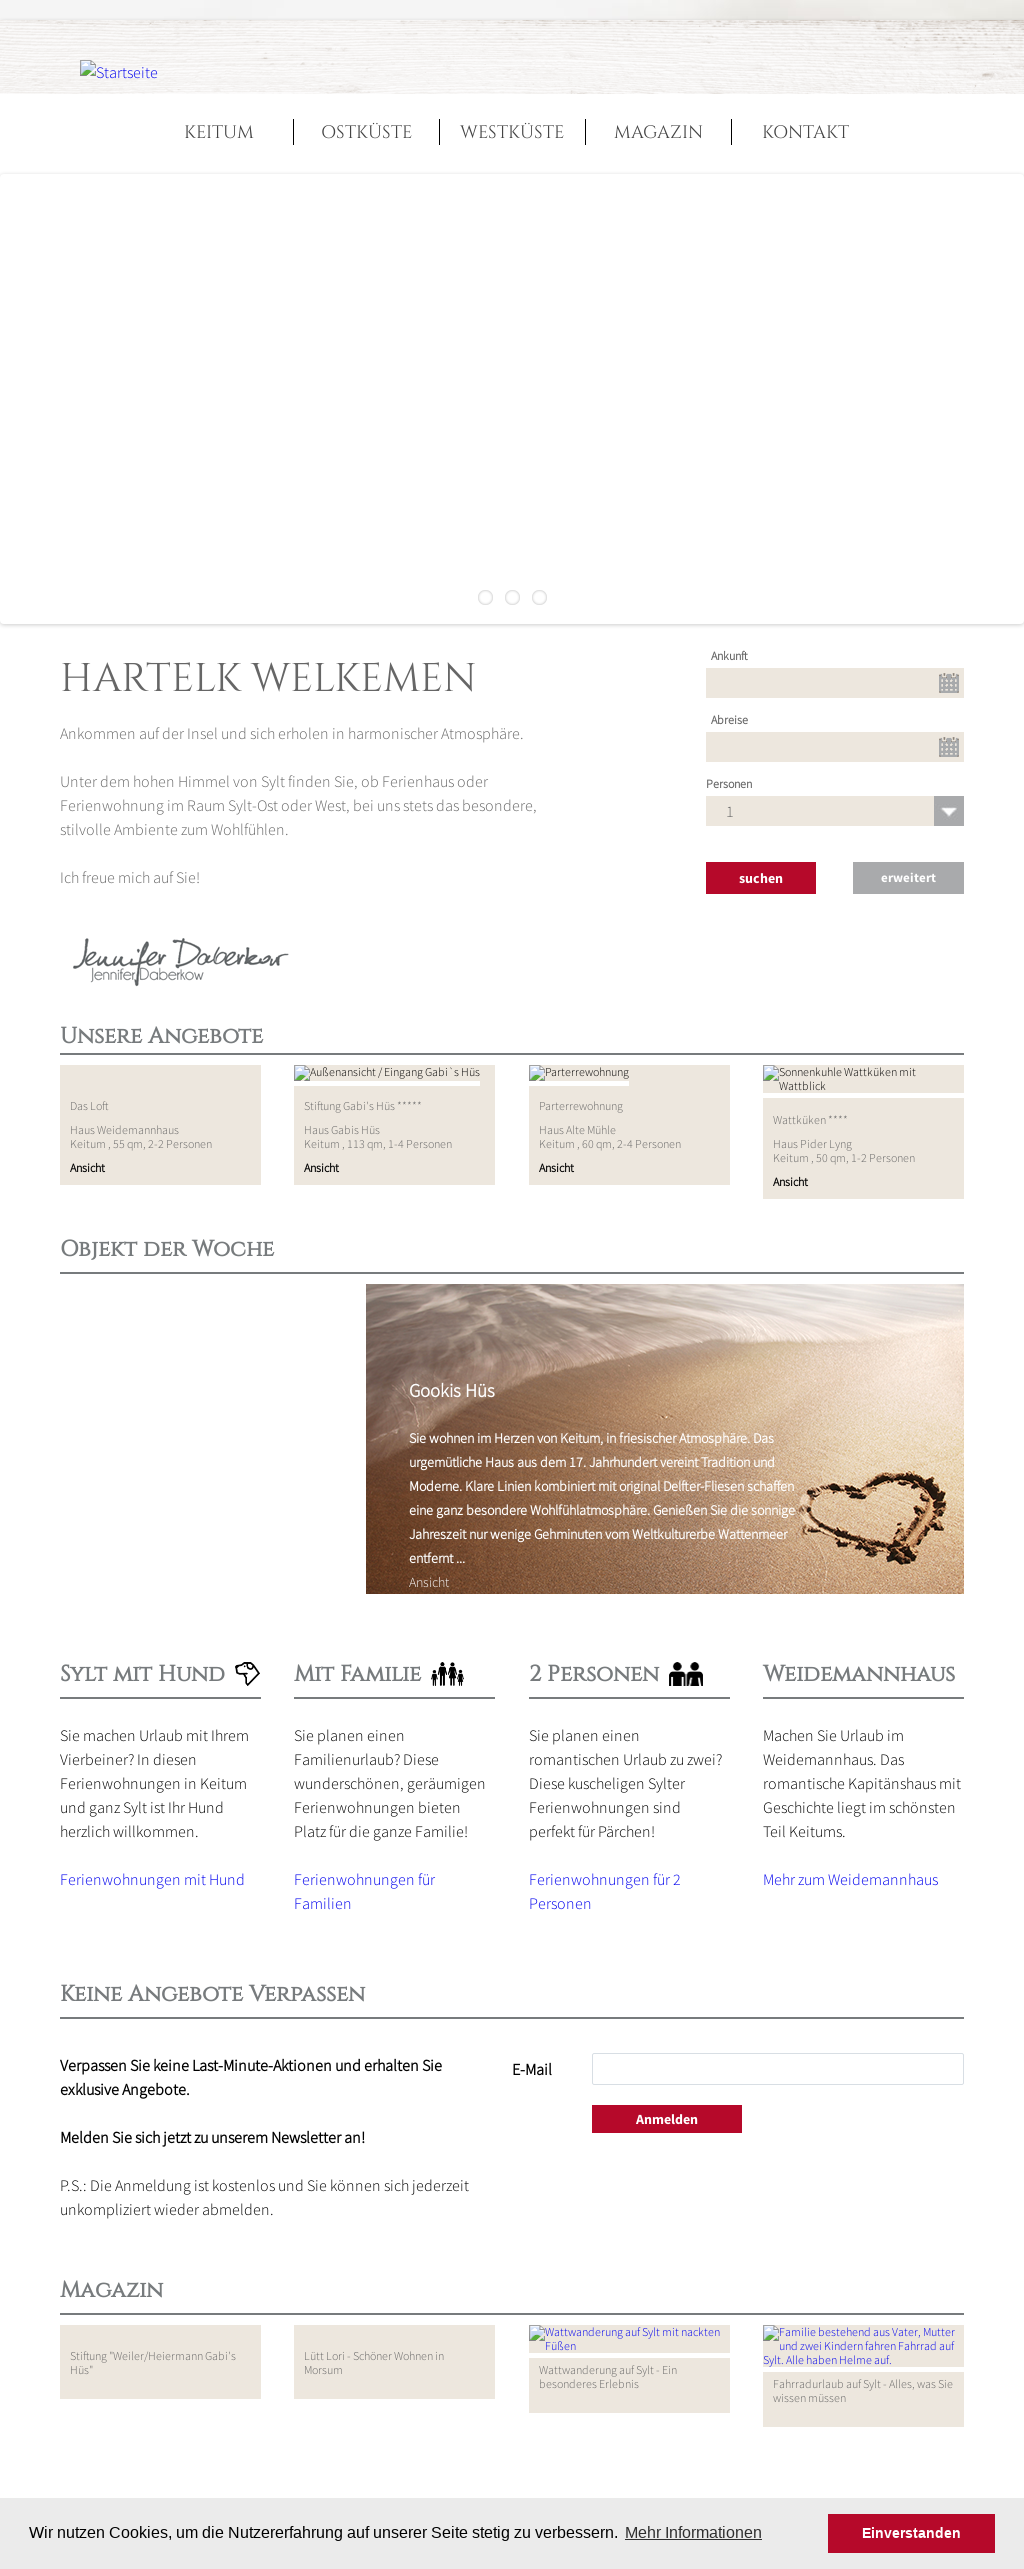 Startseite
KEITUM
OSTKÜSTE
WESTKÜSTE
MAGAZIN
KONTAKT
HARTELK WELKEMEN
Ankommen auf der Insel und sich erholen in harmonischer Atmosphäre.
Unter dem hohen Himmel von Sylt finden Sie, ob Ferienhaus oder
Ferienwohnung im Raum Sylt-Ost oder West, bei uns stets das besondere,
stilvolle Ambiente zum Wohlfühlen.
Ich freue mich auf Sie!
Jennifer Daberkow
Jennifer Daberkow
Ankunft
Abreise
Personen
1
suchen
erweitert
Unsere Angebote
Das Loft
Haus Weidemannhaus
Keitum , 55 qm, 2-2 Personen
Ansicht
Außenansicht / Eingang Gabi`s Hüs
Stiftung Gabi's Hüs *****
Haus Gabis Hüs
Keitum , 113 qm, 1-4 Personen
Ansicht
Parterrewohnung
Parterrewohnung
Haus Alte Mühle
Keitum , 60 qm, 2-4 Personen
Ansicht
Sonnenkuhle Wattküken mit
Wattblick
Wattküken ****
Haus Pider Lyng
Keitum , 50 qm, 1-2 Personen
Ansicht
Objekt der Woche
Gookis Hüs
Sie wohnen im Herzen von Keitum, in friesischer Atmosphäre. Das
urgemütliche Haus aus dem 17. Jahrhundert vereint Tradition und
Moderne. Klare Linien kombiniert mit original Delfter-Fliesen schaffen
eine ganz besondere Wohlfühlatmosphäre. Genießen Sie die sonnige
Jahreszeit nur wenige Gehminuten vom Weltkulturerbe Wattenmeer
entfernt ...
Ansicht
Sylt mit Hund
Sie machen Urlaub mit Ihrem
Vierbeiner? In diesen
Ferienwohnungen in Keitum
und ganz Sylt ist Ihr Hund
herzlich willkommen.
Ferienwohnungen mit Hund
Mit Familie
Sie planen einen
Familienurlaub? Diese
wunderschönen, geräumigen
Ferienwohnungen bieten
Platz für die ganze Familie!
Ferienwohnungen für
Familien
2 Personen
Sie planen einen
romantischen Urlaub zu zwei?
Diese kuscheligen Sylter
Ferienwohnungen sind
perfekt für Pärchen!
Ferienwohnungen für 2
Personen
Weidemannhaus
Machen Sie Urlaub im
Weidemannhaus. Das
romantische Kapitänshaus mit
Geschichte liegt im schönsten
Teil Keitums.
Mehr zum Weidemannhaus
Keine Angebote Verpassen
Verpassen Sie keine Last-Minute-Aktionen und erhalten Sie
exklusive Angebote.
Melden Sie sich jetzt zu unserem Newsletter an!
P.S.: Die Anmeldung ist kostenlos und Sie können sich jederzeit
unkompliziert wieder abmelden.
E-Mail
Anmelden
Magazin
Stiftung "Weiler/Heiermann Gabi's
Hüs"
Lütt Lori - Schöner Wohnen in
Morsum
Wattwanderung auf Sylt mit nackten
Füßen
Wattwanderung auf Sylt - Ein
besonderes Erlebnis
Familie bestehend aus Vater, Mutter
und zwei Kindern fahren Fahrrad auf
Sylt. Alle haben Helme auf.
Fahrradurlaub auf Sylt - Alles, was Sie
wissen müssen
Wir nutzen Cookies, um die Nutzererfahrung auf unserer Seite stetig zu verbessern. Mehr Informationen
Einverstanden